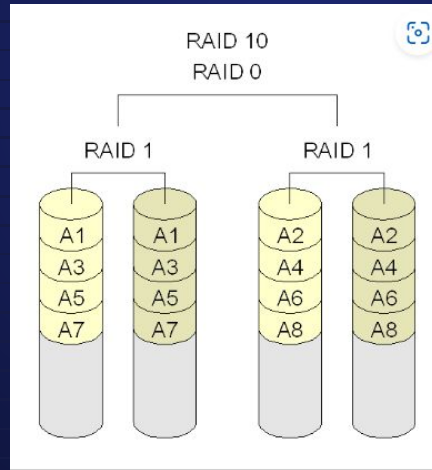 RAID 10
RAID 0
RAID 1 RAID 1
A1 A1 A2 A2
A3 A3 A4 A4
A5 A5 A6 A6
A7 A7 A8 A8